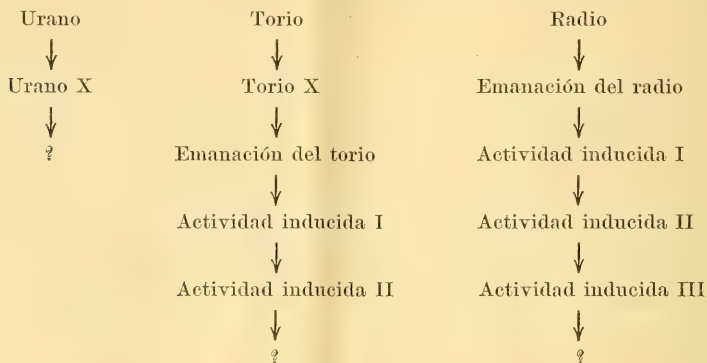 Urano Torio Radio
Urano X Torio X Emanación del radio
? Emanación del torio Actividad inducida I
Actividad inducida I Actividad inducida II
Actividad inducida II Actividad inducida III
? ?